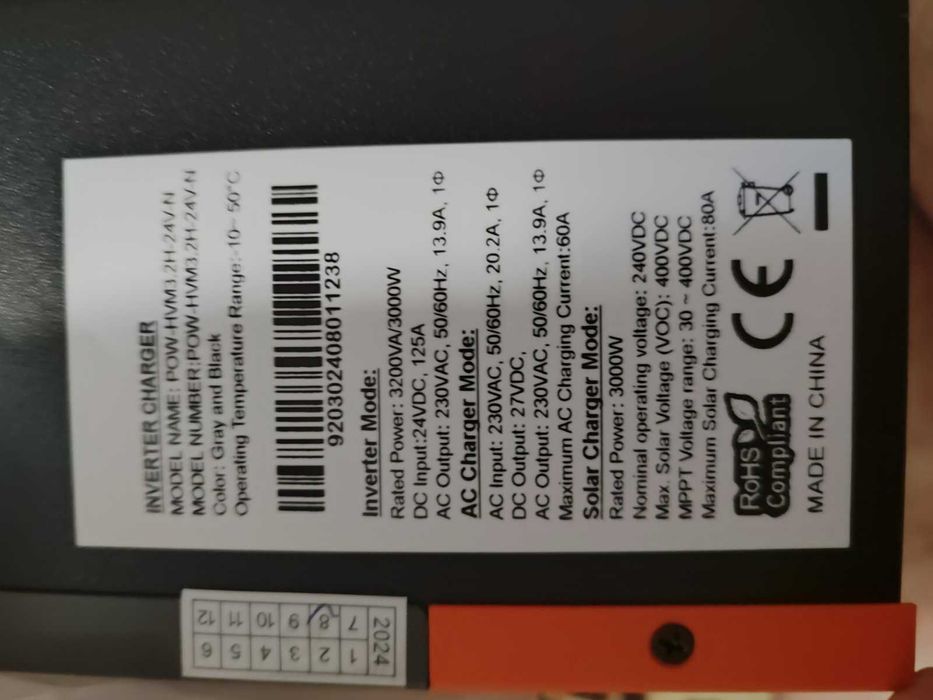 INVERTER CHARGER
MODEL NAME: POW-HVM3.2H-24V-N
MODEL NUMBER:POW-HVM3.2H-24V-N
Color: Gray and Black
Operating Temperature Range:-10~ 50°C
92030240801123​8
Inverter Mode:
Rated Power: 3200VA/3000W
DC Input:24VDC, 125A
AC Output: 230VAC, 50/60Hz, 13.9A, 1Φ
AC Charger Mode:
AC Input: 230VAC, 50/60Hz, 20.2A, 1Φ
DC Output: 27VDC,
AC Output: 230VAC, 50/60Hz, 13.9A, 1Φ
Maximum AC Charging Current:60A
Solar Charger Mode:
Rated Power: 3000W
Nominal operating voltage: 240VDC
Max. Solar Voltage (VOC): 400VDC
MPPT Voltage range: 30 ~ 400VDC
Maximum Solar Charging Current:80A
RoHS
Compliant
CE
MADE IN CHINA
2024
1 2 3 4 5 6
7 8 9 10 11 12